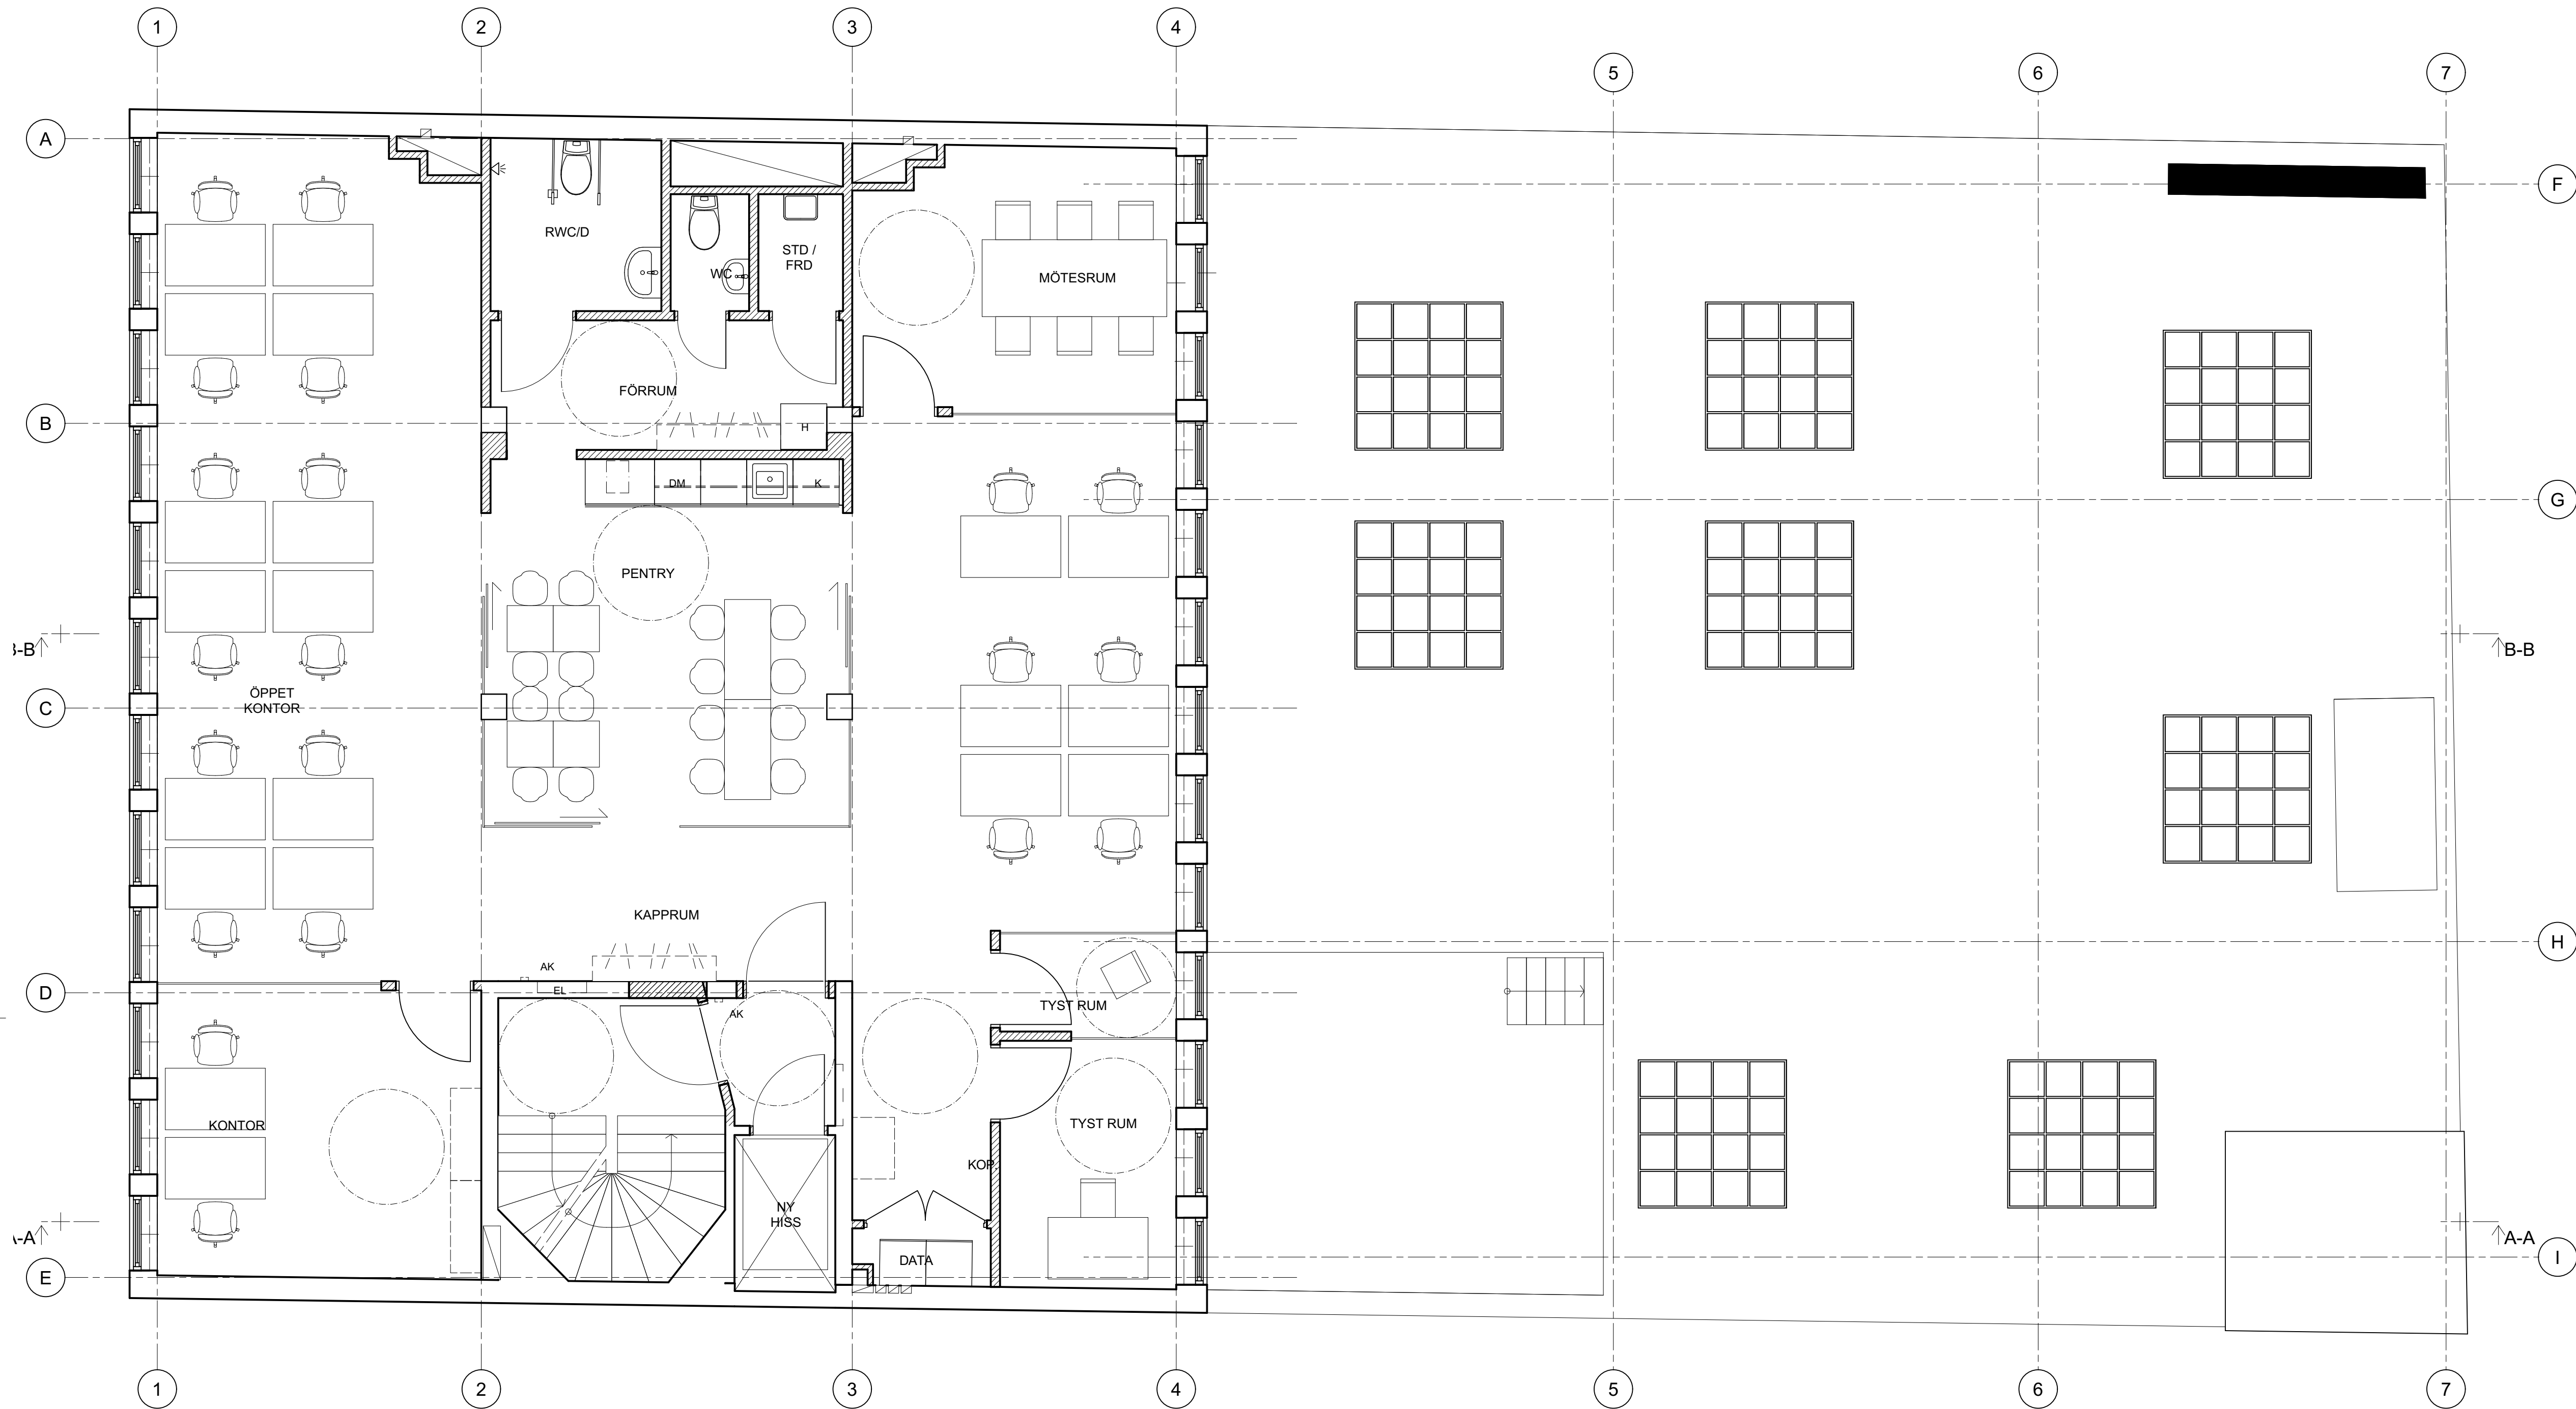 1
2
3
4
5
6
7
A
F
RWC/D
STD /
FRD
WC
MÖTESRUM
FÖRRUM
B
H
DM
K
G
PENTRY
B-B
B-B
ÖPPET
KONTOR
C
KAPPRUM
H
AK
EL
D
TYST RUM
AK
KONTOR
TYST RUM
KOP.
NY
HISS
A-A
A-A
DATA
I
E
1
2
3
4
5
6
7